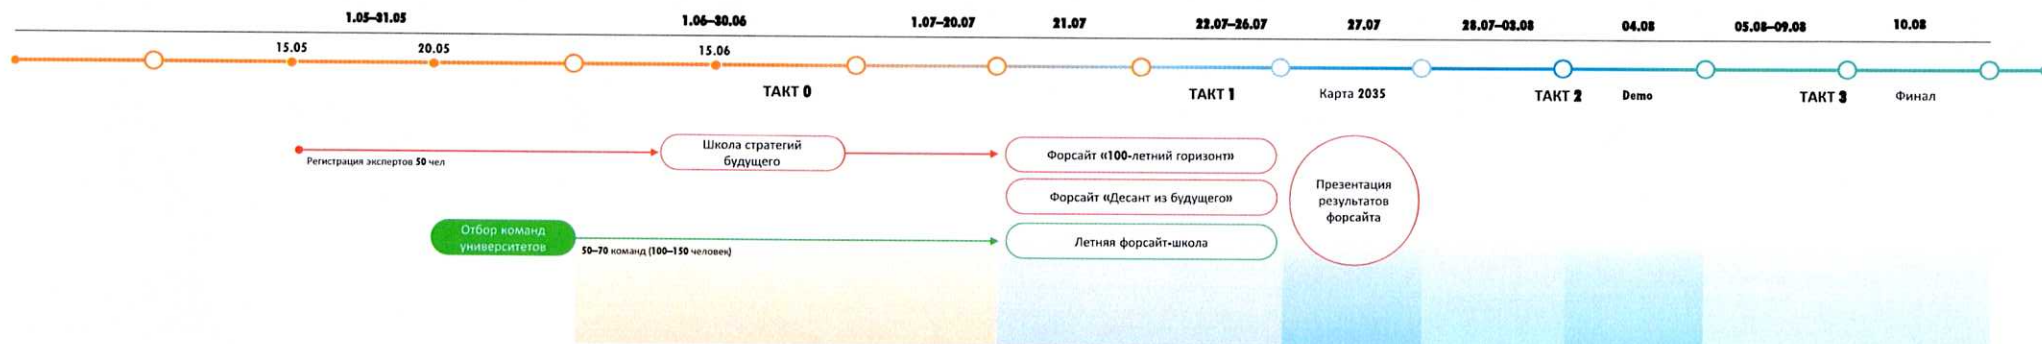 1.05–31.05
1.06–30.06
1.07–20.07
21.07
22.07–26.07
27.07
28.07–03.08
04.08
05.08–09.08
10.08
15.05
20.05
15.06
ТАКТ 0
ТАКТ 1
Карта 2035
ТАКТ 2
Demo
ТАКТ 3
Финал
Регистрация экспертов 50 чел
Школа стратегий
будущего
Форсайт «100-летний горизонт»
Форсайт «Десант из будущего»
Презентация
результатов
форсайта
Отбор команд
университетов
50–70 команд (100–150 человек)
Летняя форсайт-школа